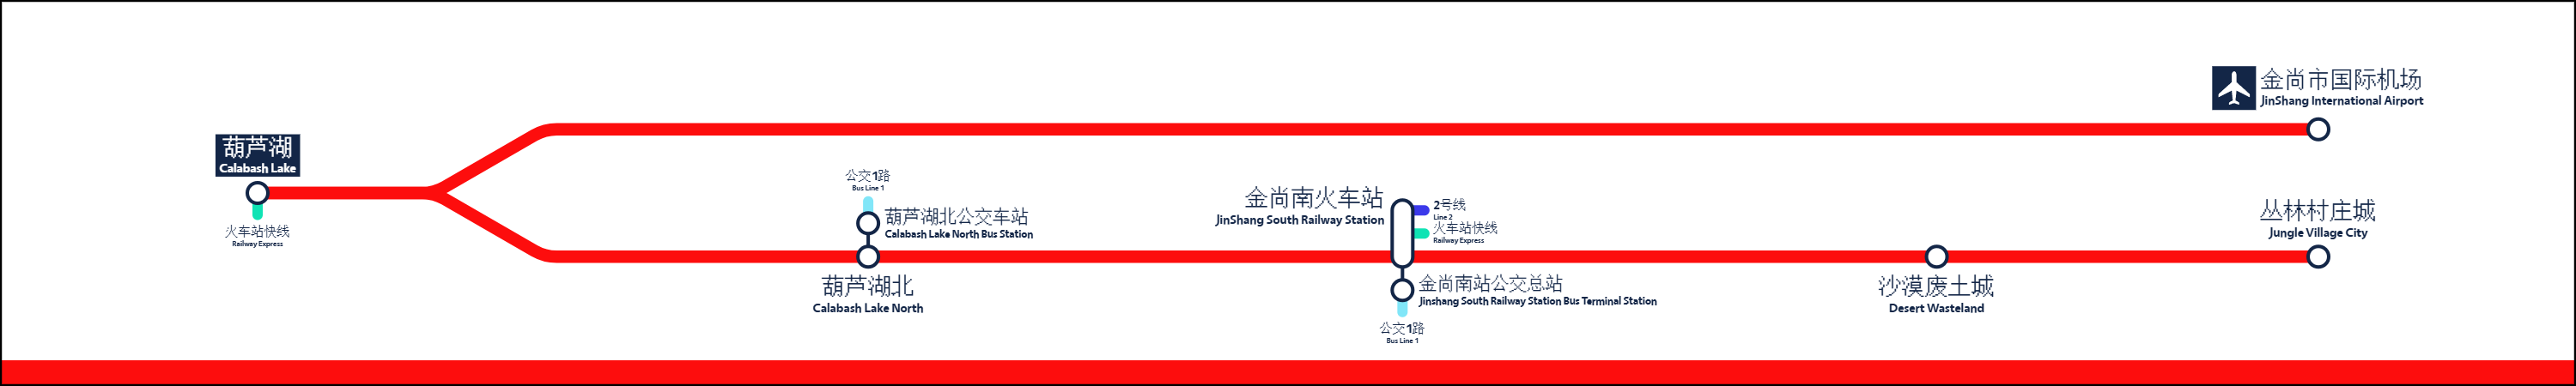 葫芦湖
Calabash Lake
火车站快线
Railway Express
公交1路
Bus Line 1
葫芦湖北公交车站
Calabash Lake North Bus Station
葫芦湖北
Calabash Lake North
金尚南火车站
JinShang South Railway Station
2号线
Line 2
火车站快线
Railway Express
金尚南站公交总站
Jinshang South Railway Station Bus Terminal Station
公交1路
Bus Line 1
沙漠废土城
Desert Wasteland
金尚市国际机场
JinShang International Airport
丛林村庄城
Jungle Village City